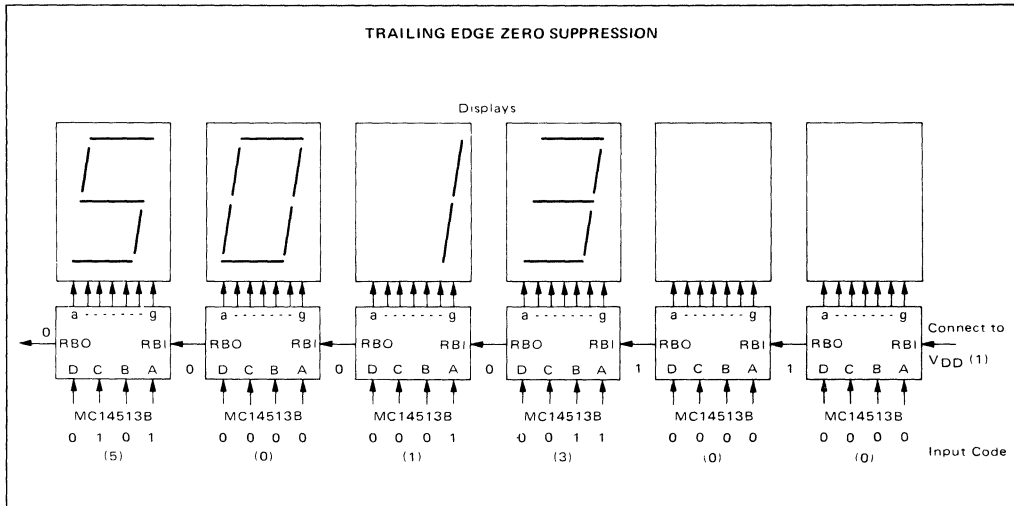 TRAILING EDGE ZERO SUPPRESSION
Displays
a - - - - - - - g a - - - - - - - g a - - - - - - - g a - - - - - - - g a - - - - - - - g a - - - - - - - g
0 RBO RBI RBO RBI RBO RBI RBO RBI RBO RBI RBO RBI Connect to
D C B A 0 D C B A 0 D C B A 0 D C B A 1 D C B A 1 D C B A VDD (1)
MC14513B MC14513B MC14513B MC14513B MC14513B MC14513B
0 1 0 1 0 0 0 0 0 0 0 1 0 0 1 1 0 0 0 0 0 0 0 0 Input Code
(5) (0) (1) (3) (0) (0)